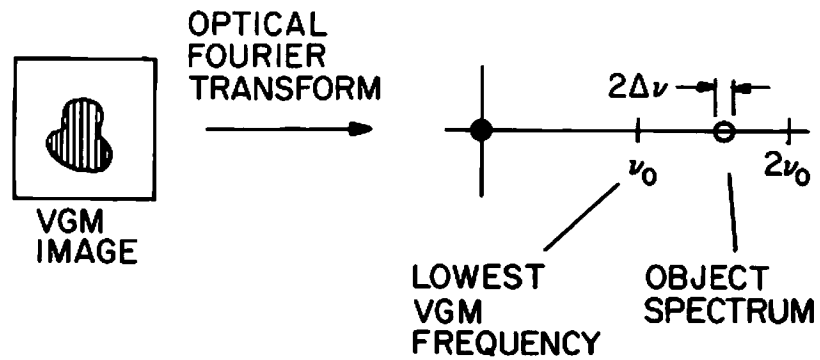 OPTICAL
FOURIER
TRANSFORM
2Δν
ν₀
2ν₀
VGM
IMAGE
LOWEST
VGM
FREQUENCY
OBJECT
SPECTRUM